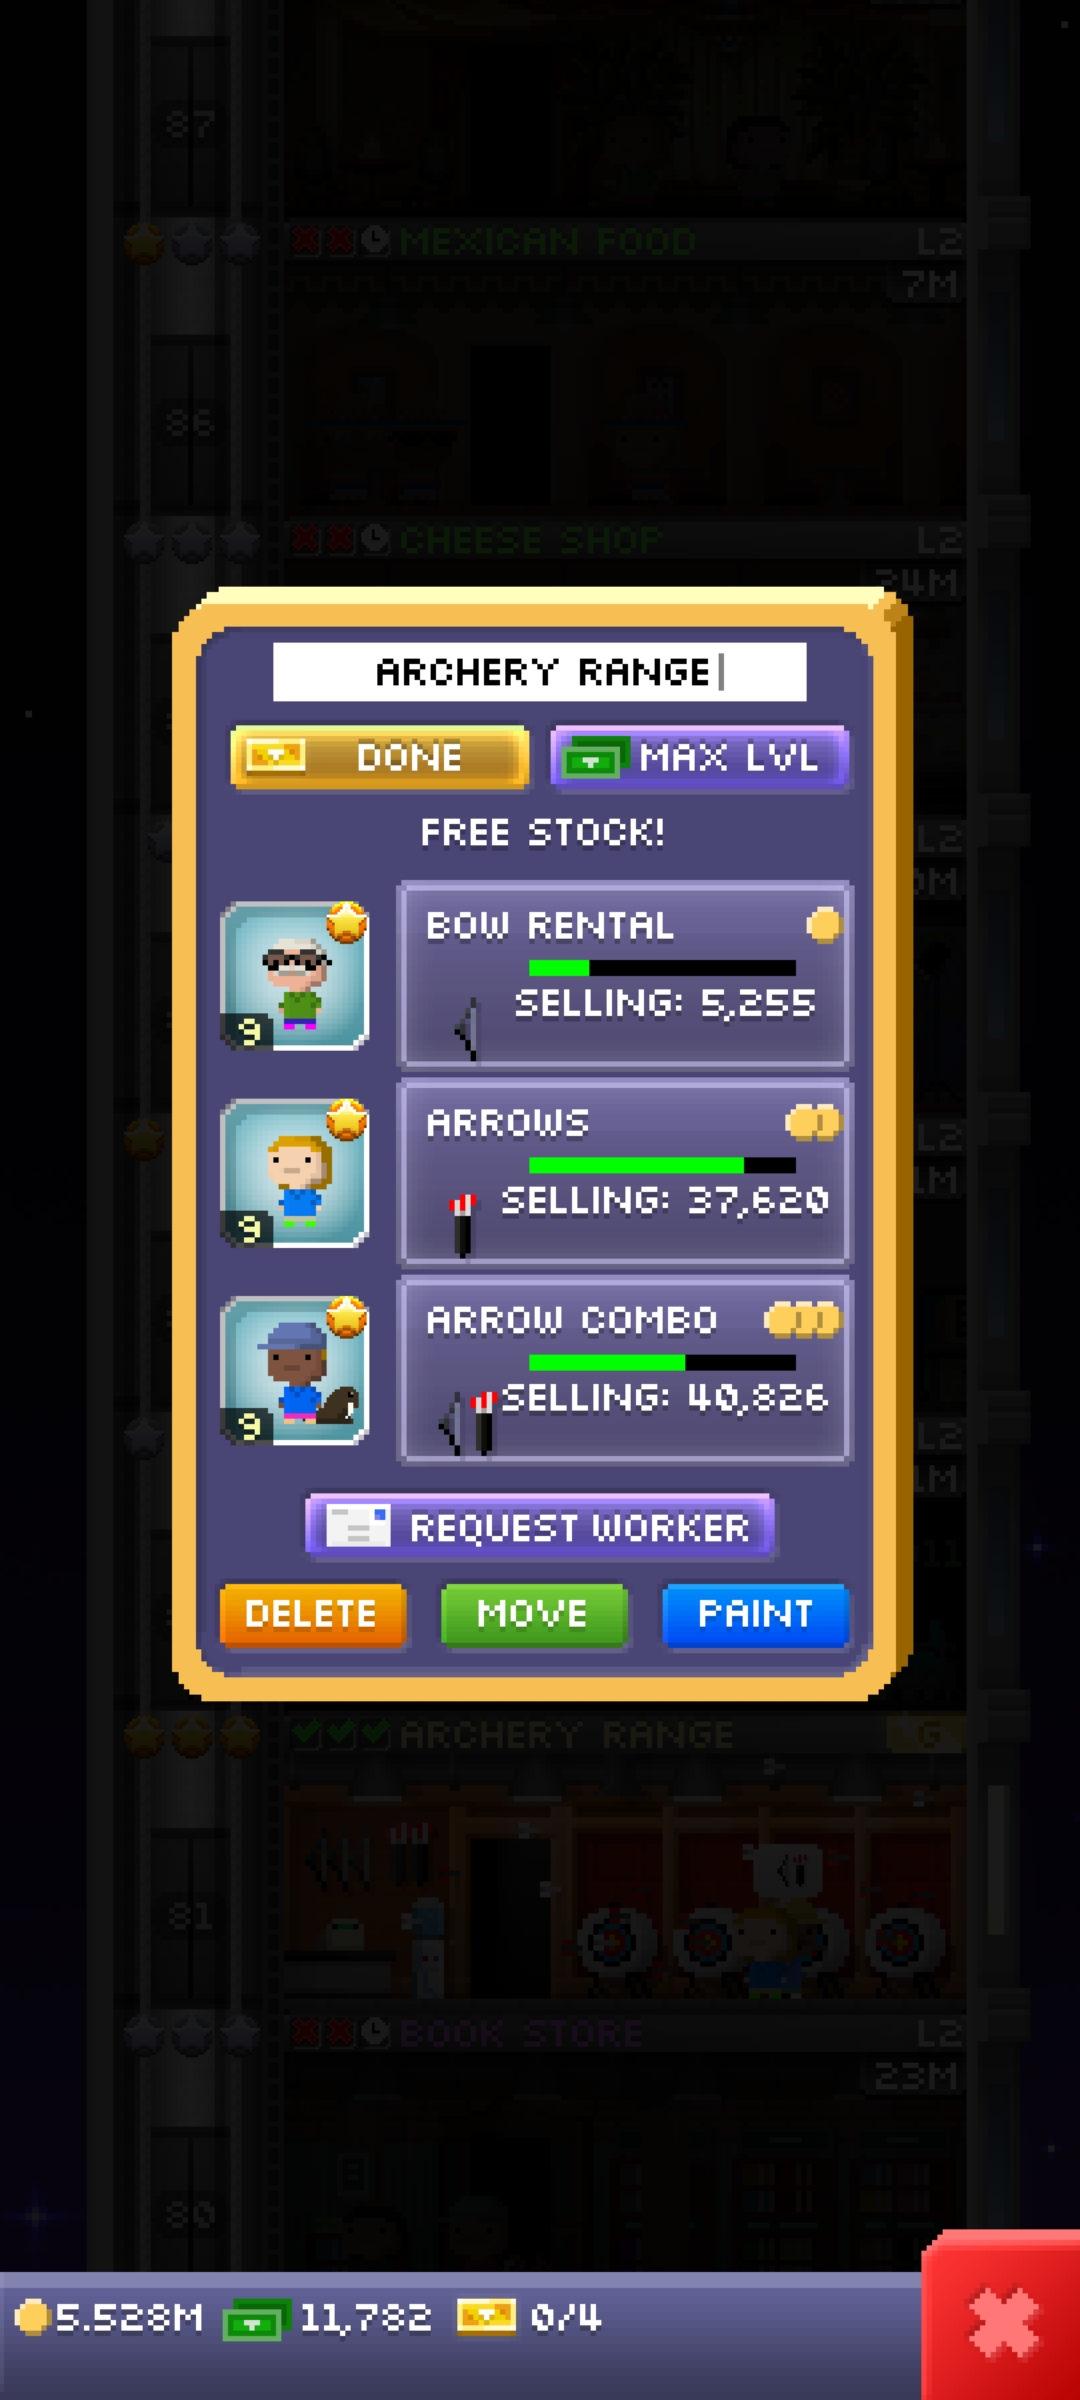 87
MEXICAN FOOD L2
7M
86
CHEESE SHOP L2
34M
ARCHERY RANGE
DONE MAX LVL
FREE STOCK!
BOW RENTAL
SELLING: 5,255
9
ARROWS
SELLING: 37,620
9
ARROW COMBO
SELLING: 40,826
9
REQUEST WORKER
DELETE MOVE PAINT
ARCHERY RANGE G
81
BOOK STORE L2
23M
80
5.528M 11,782 0/4